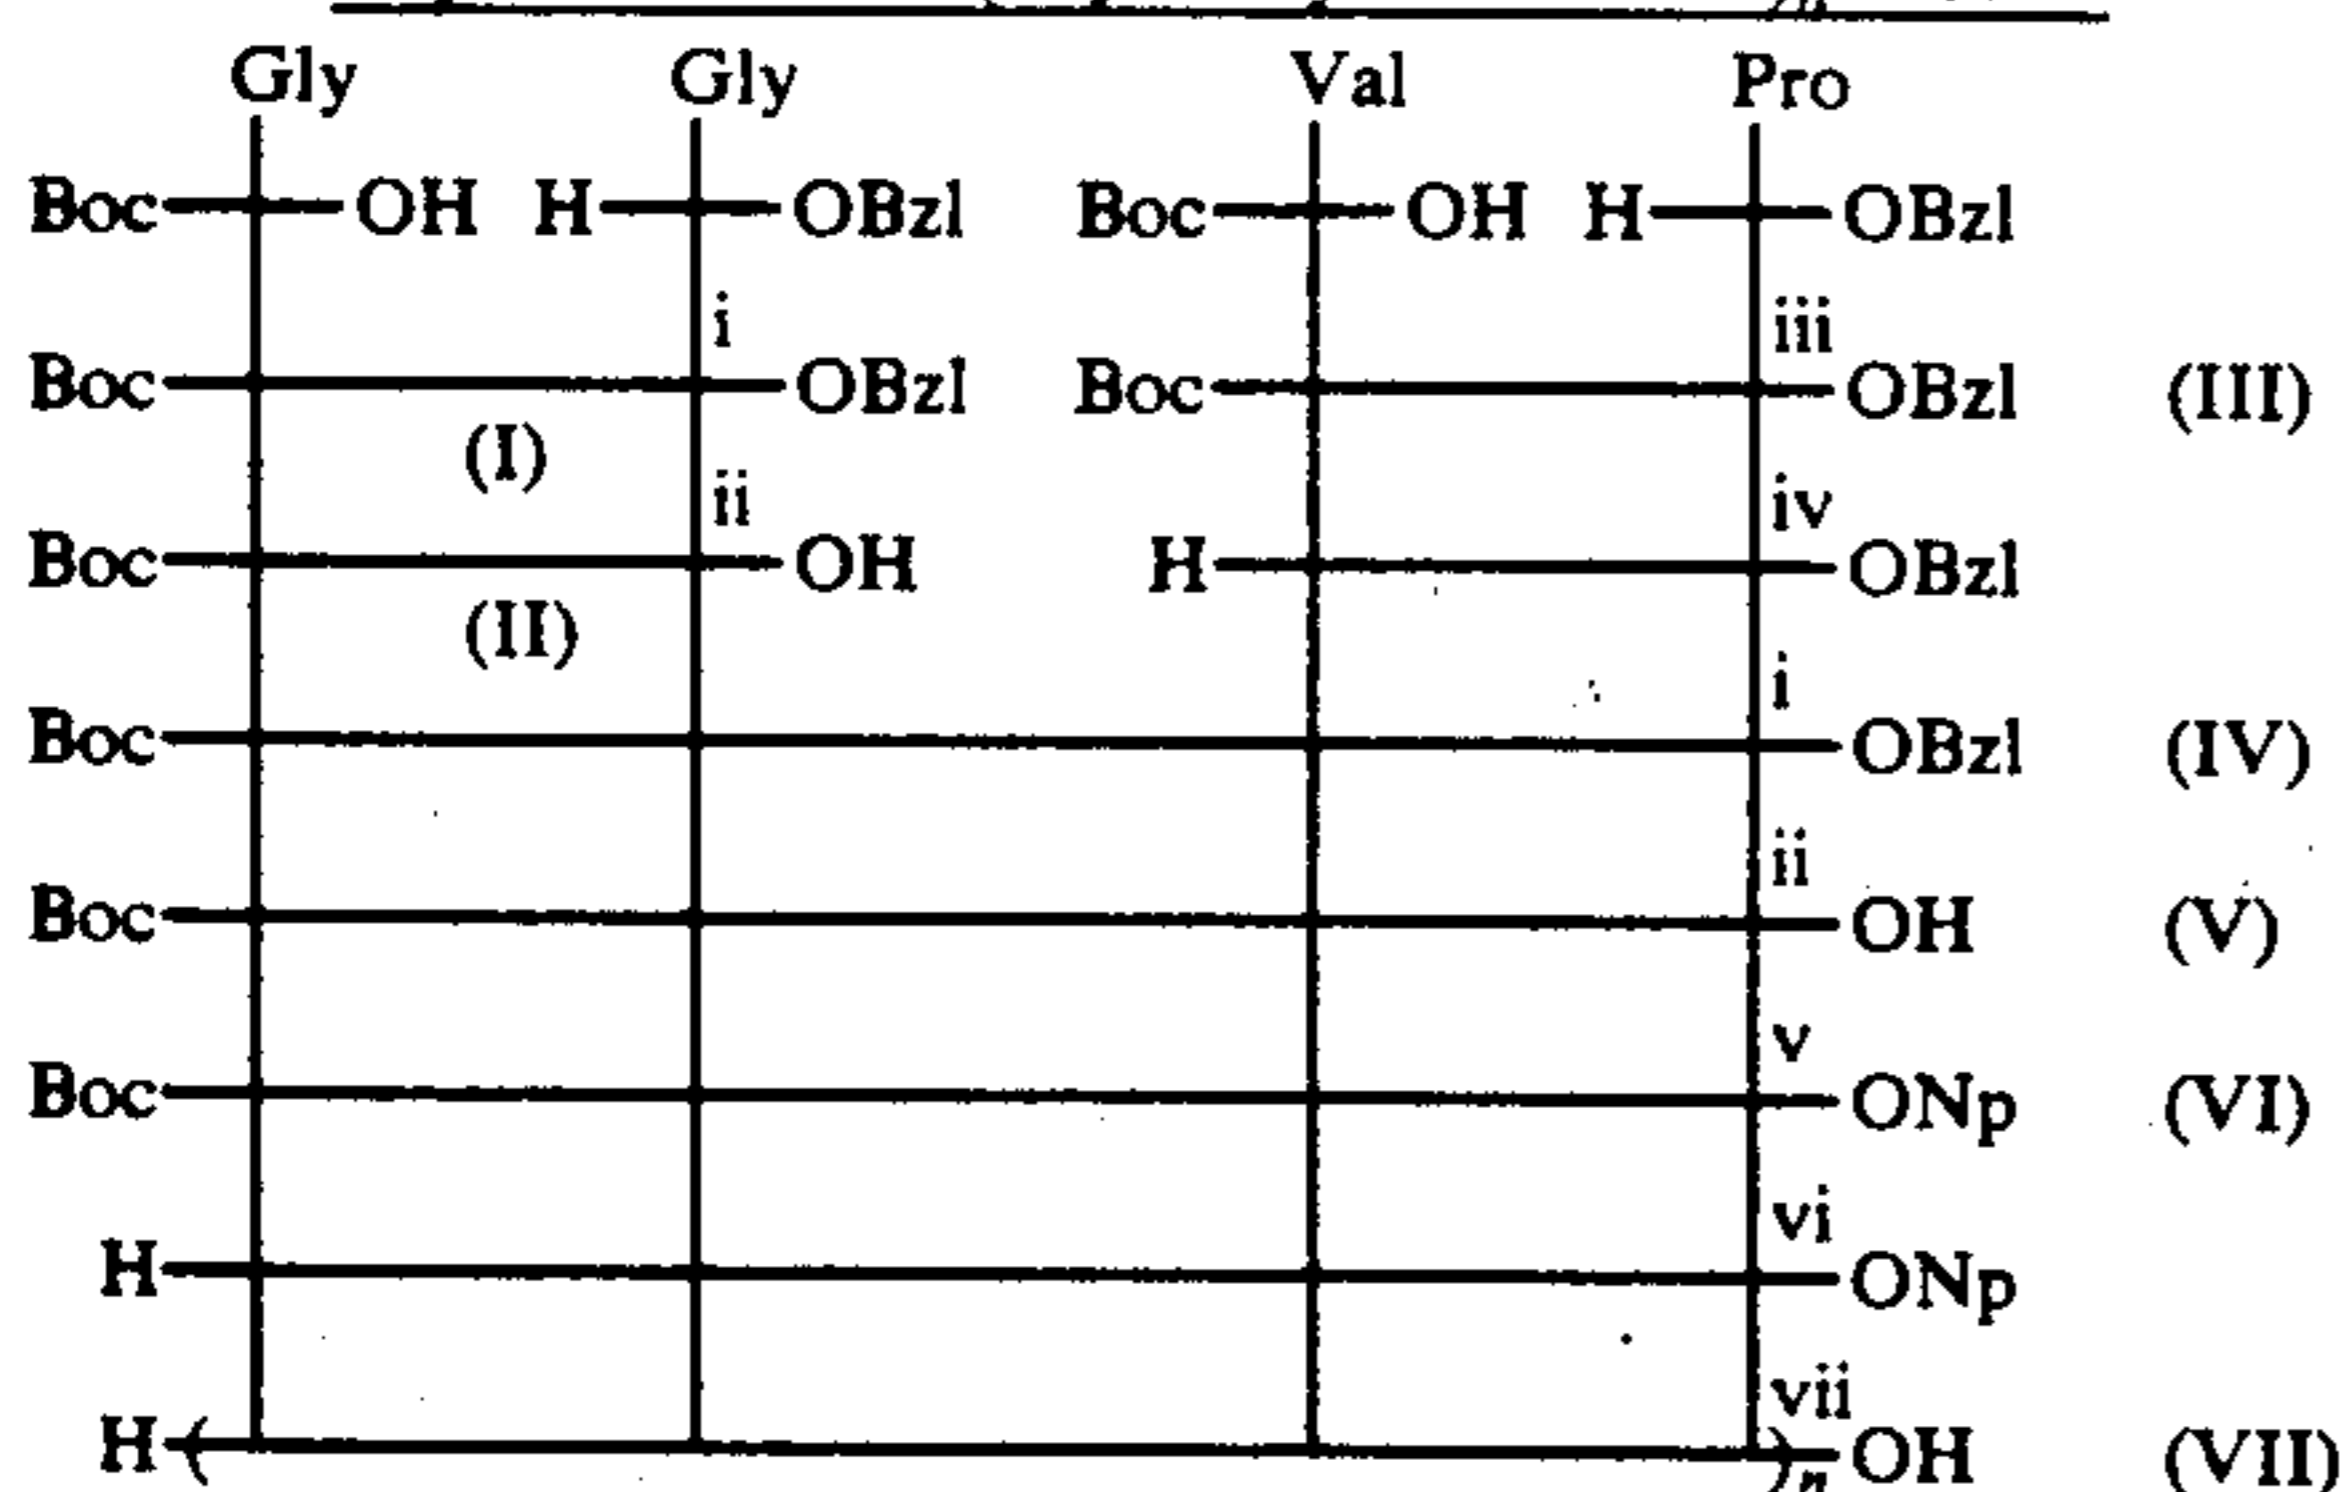 Gly Gly Val Pro
Boc OH H OBzl Boc OH H OBzl
i iii
Boc OBzl Boc OBzl (III)
(I)
ii iv
Boc OH H OBzl
(II)
i
Boc OBzl (IV)
ii
Boc OH (V)
v
Boc ONp (VI)
vi
H ONp
vii
H ( )n OH (VII)